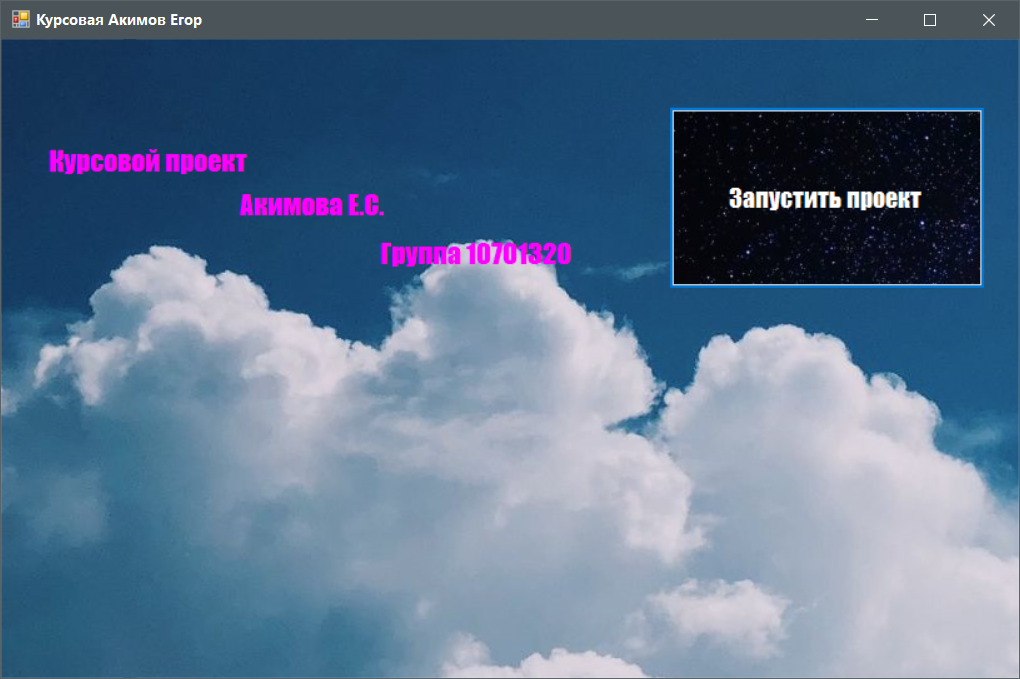 Курсовая Акимов Егор
Курсовой проект
Акимова Е.С.
Группа 10701320
Запустить проект